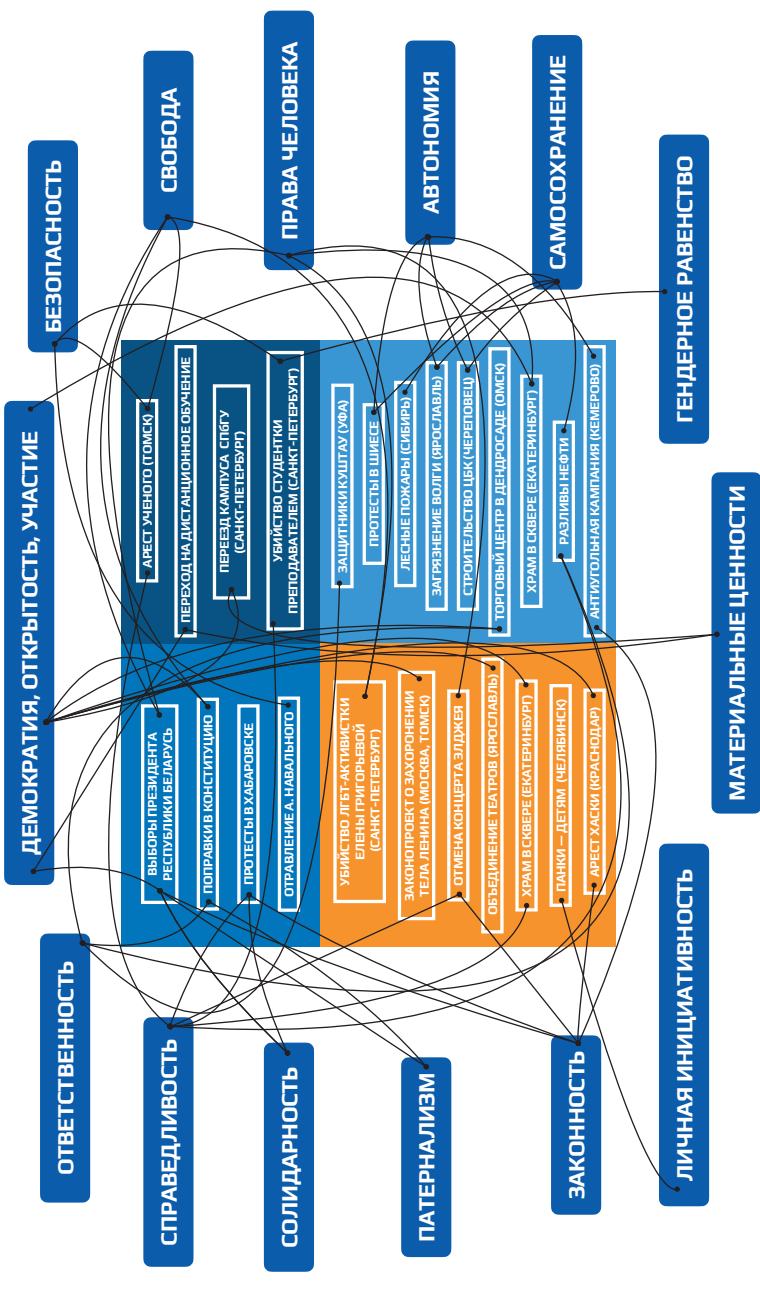 ДЕМОКРАТИЯ, ОТКРЫТОСТЬ, УЧАСТИЕ
ОТВЕТСТВЕННОСТЬ
БЕЗОПАСНОСТЬ
СПРАВЕДЛИВОСТЬ
СВОБОДА
СОЛИДАРНОСТЬ
ПРАВА ЧЕЛОВЕКА
ПАТЕРНАЛИЗМ
АВТОНОМИЯ
ЗАКОННОСТЬ
САМОСОХРАНЕНИЕ
ЛИЧНАЯ ИНИЦИАТИВНОСТЬ
МАТЕРИАЛЬНЫЕ ЦЕННОСТИ
ГЕНДЕРНОЕ РАВЕНСТВО
ВЫБОРЫ ПРЕЗИДЕНТА
РЕСПУБЛИКИ БЕЛАРУСЬ
ПОПРАВКИ В КОНСТИТУЦИЮ
ПРОТЕСТЫ В ХАБАРОВСКЕ
ОТРАВЛЕНИЕ А. НАВАЛЬНОГО
АРЕСТ УЧЕНОГО (ТОМСК)
ПЕРЕХОД НА ДИСТАНЦИОННОЕ ОБУЧЕНИЕ
ПЕРЕЕЗД КАМПУСА СПбГУ
(САНКТ-ПЕТЕРБУРГ)
УБИЙСТВО СТУДЕНТКИ
ПРЕПОДАВАТЕЛЕМ (САНКТ-ПЕТЕРБУРГ)
УБИЙСТВО ЛГБТ-АКТИВИСТКИ
ЕЛЕНЫ ГРИГОРЬЕВОЙ
(САНКТ-ПЕТЕРБУРГ)
ЗАКОНОПРОЕКТ О ЗАХОРОНЕНИИ
ТЕЛА ЛЕНИНА (МОСКВА, ТОМСК)
ОТМЕНА КОНЦЕРТА ЭЛДЖЕЯ
ОБЪЕДИНЕНИЕ ТЕАТРОВ (ЯРОСЛАВЛЬ)
ХРАМ В СКВЕРЕ (ЕКАТЕРИНБУРГ)
ПАНКИ — ДЕТЯМ (ЧЕЛЯБИНСК)
АРЕСТ ХАСКИ (КРАСНОДАР)
ЗАЩИТНИКИ КУШТАУ (УФА)
ПРОТЕСТЫ В ШИЕСЕ
ЛЕСНЫЕ ПОЖАРЫ (СИБИРЬ)
ЗАГРЯЗНЕНИЕ ВОЛГИ (ЯРОСЛАВЛЬ)
СТРОИТЕЛЬСТВО ЦБК (ЧЕРЕПОВЕЦ)
ТОРГОВЫЙ ЦЕНТР В ДЕНДРОСАДЕ (ОМСК)
ХРАМ В СКВЕРЕ (ЕКАТЕРИНБУРГ)
РАЗЛИВЫ НЕФТИ
АНТИУГОЛЬНАЯ КАМПАНИЯ (КЕМЕРОВО)